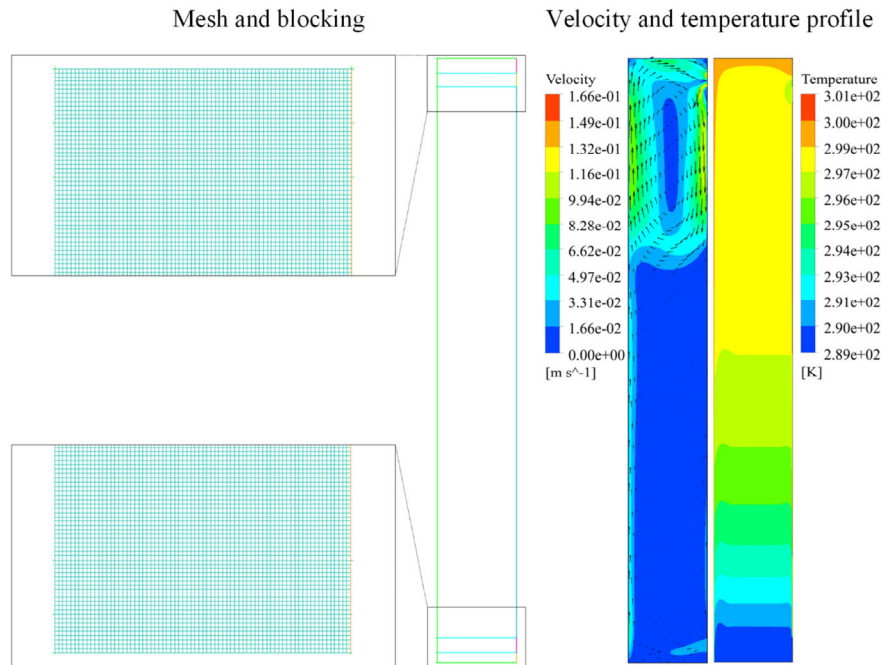 Mesh and blocking
Velocity and temperature profile
Velocity
1.66e-01
1.49e-01
1.32e-01
1.16e-01
9.94e-02
8.28e-02
6.62e-02
4.97e-02
3.31e-02
1.66e-02
0.00e+00
[m s^-1]
Temperature
3.01e+02
3.00e+02
2.99e+02
2.97e+02
2.96e+02
2.95e+02
2.94e+02
2.93e+02
2.91e+02
2.90e+02
2.89e+02
[K]